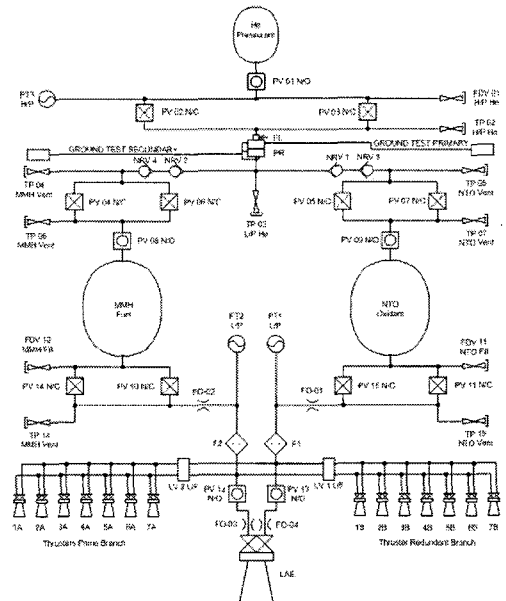 He
Pressurant
PV 01 N/O
PT3
H/P
FDV 01
H/P He
PV 02 N/C
PV 03 N/C
TP 02
H/P He
FL
PR
GROUND TEST SECONDARY
GROUND TEST PRIMARY
NRV 4
NRV 2
NRV 1
NRV 3
TP 04
MMH Vent
TP 05
NTO Vent
PV 04 N/C
PV 06 N/C
PV 05 N/C
PV 07 N/C
TP 03
L/P He
TP 06
MMH Vent
TP 07
NTO Vent
PV 08 N/O
PV 09 N/O
MMH
Fuel
NTO
Oxidant
PT2
L/P
PT1
L/P
FDV 12
MMH Fill
FDV 11
NTO Fill
PV 14 N/C
PV 10 N/C
PV 15 N/C
PV 11 N/C
FO-02
FO-01
TP 14
MMH Vent
TP 15
NTO Vent
F2
F1
LV 2 L/F
PV 14
N/O
PV 13
N/O
1A 2A 3A 4A 5A 6A 7A
1B 2B 3B 4B 5B 6B 7B
FO-03
FO-04
Thrusters Prime Branch
Thruster Redundant Branch
LAE